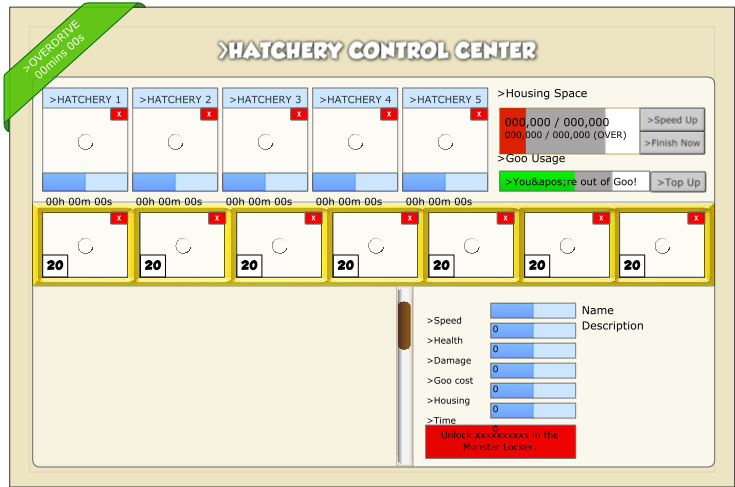 >OVERDRIVE
00mins 00s
>HATCHERY CONTROL CENTER
>HATCHERY 1
>HATCHERY 2
>HATCHERY 3
>HATCHERY 4
>HATCHERY 5
X
X
X
X
X
00h 00m 00s
00h 00m 00s
00h 00m 00s
00h 00m 00s
00h 00m 00s
>Housing Space
000,000 / 000,000
000,000 / 000,000 (OVER)
>Speed Up
>Finish Now
>Goo Usage
>You&apos;re out of Goo!
>Top Up
X
X
X
X
X
X
X
20
20
20
20
20
20
20
>Speed
>Health
0
>Damage
0
>Goo cost
0
>Housing
0
>Time
0
0
Name
Description
Unlock xxxxxxxxxx in the
Monster Locker.